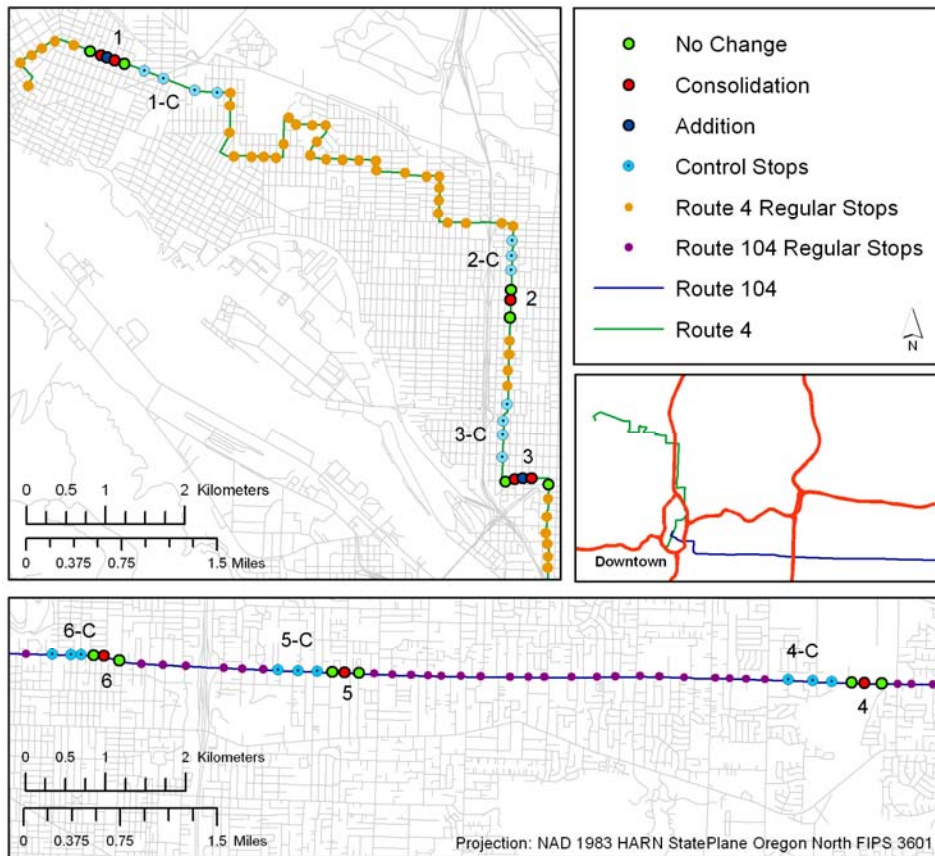 1
1-C
2-C
2
3-C
3
0 0.5 1 2 Kilometers
0 0.375 0.75 1.5 Miles
No Change
Consolidation
Addition
Control Stops
Route 4 Regular Stops
Route 104 Regular Stops
Route 104
Route 4
N
Downtown
6-C
5-C
4-C
6
5
4
0 0.5 1 2 Kilometers
0 0.375 0.75 1.5 Miles
Projection: NAD 1983 HARN StatePlane Oregon North FIPS 3601